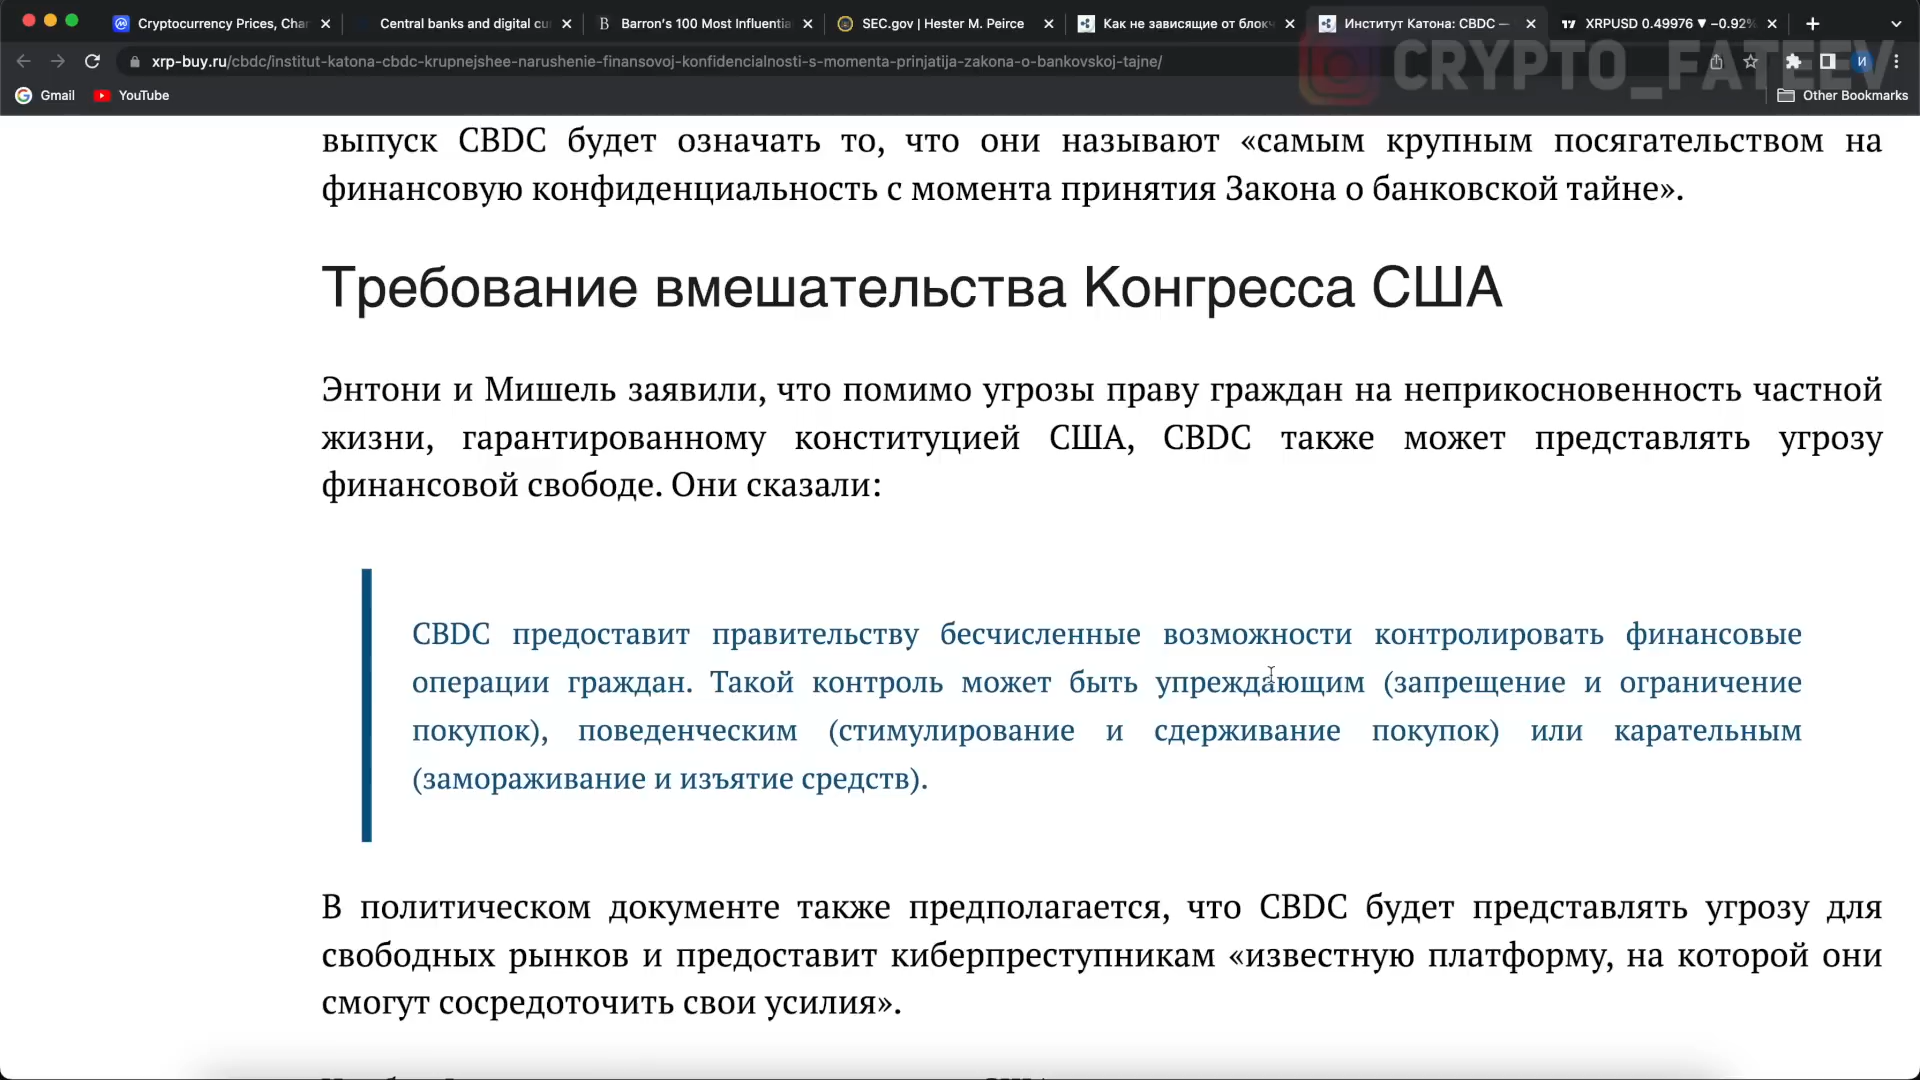 Cryptocurrency Prices, Cha
Central banks and digital cu
Barron's 100 Most Influentia
SEC.gov | Hester M. Peirce
Как не зависящие от блокч
Институт Катона: CBDC —
XRPUSD 0.49976 ▼ −0.92%
xrp-buy.ru/cbdc/institut-katona-cbdc-krupnejshee-narushenie-finansovoj-konfidencialnosti-s-momenta-prinjatija-zakona-o-bankovskoj-tajne/
CRYPTO_FATEEV
И
Gmail
YouTube
Other Bookmarks
выпуск CBDC будет означать то, что они называют «самым крупным посягательством на
финансовую конфиденциальность с момента принятия Закона о банковской тайне».
Требование вмешательства Конгресса США
Энтони и Мишель заявили, что помимо угрозы праву граждан на неприкосновенность частной
жизни, гарантированному конституцией США, CBDC также может представлять угрозу
финансовой свободе. Они сказали:
CBDC предоставит правительству бесчисленные возможности контролировать финансовые
операции граждан. Такой контроль может быть упреждающим (запрещение и ограничение
покупок), поведенческим (стимулирование и сдерживание покупок) или карательным
(замораживание и изъятие средств).
В политическом документе также предполагается, что CBDC будет представлять угрозу для
свободных рынков и предоставит киберпреступникам «известную платформу, на которой они
смогут сосредоточить свои усилия».